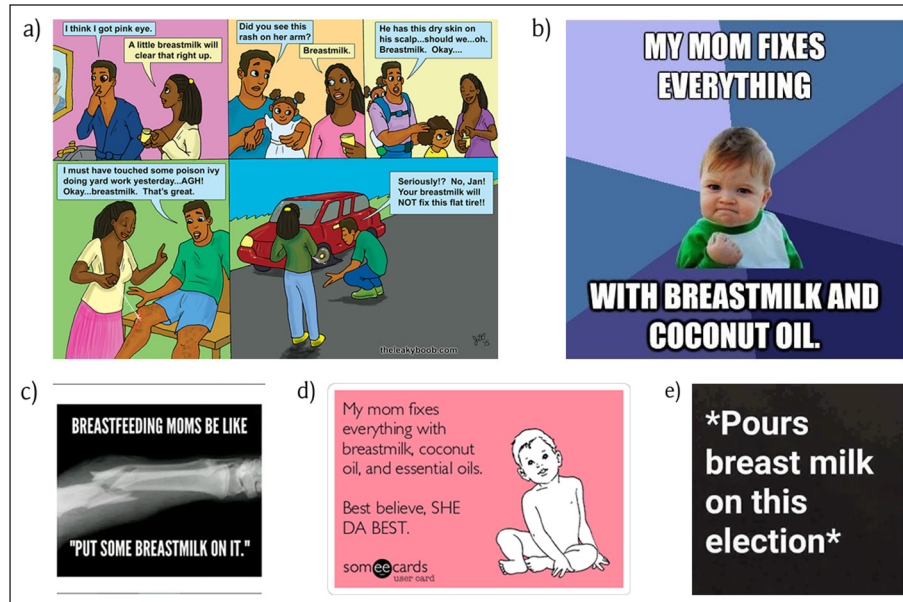 a)
I think I got pink eye.
A little breastmilk will
clear that right up.
Did you see this
rash on her arm?
Breastmilk.
He has this dry skin on
his scalp...should we...oh.
Breastmilk. Okay....
I must have touched some poison ivy
doing yard work yesterday...AGH!
Okay...breastmilk. That's great.
Seriously!? No, Jan!
Your breastmilk will
NOT fix this flat tire!!
theleakyboob.com
b)
MY MOM FIXES
EVERYTHING
WITH BREASTMILK AND
COCONUT OIL.
c)
BREASTFEEDING MOMS BE LIKE
"PUT SOME BREASTMILK ON IT."
d)
My mom fixes
everything with
breastmilk, coconut
oil, and essential oils.
Best believe, SHE
DA BEST.
somee cards
user card
e)
*Pours
breast milk
on this
election*